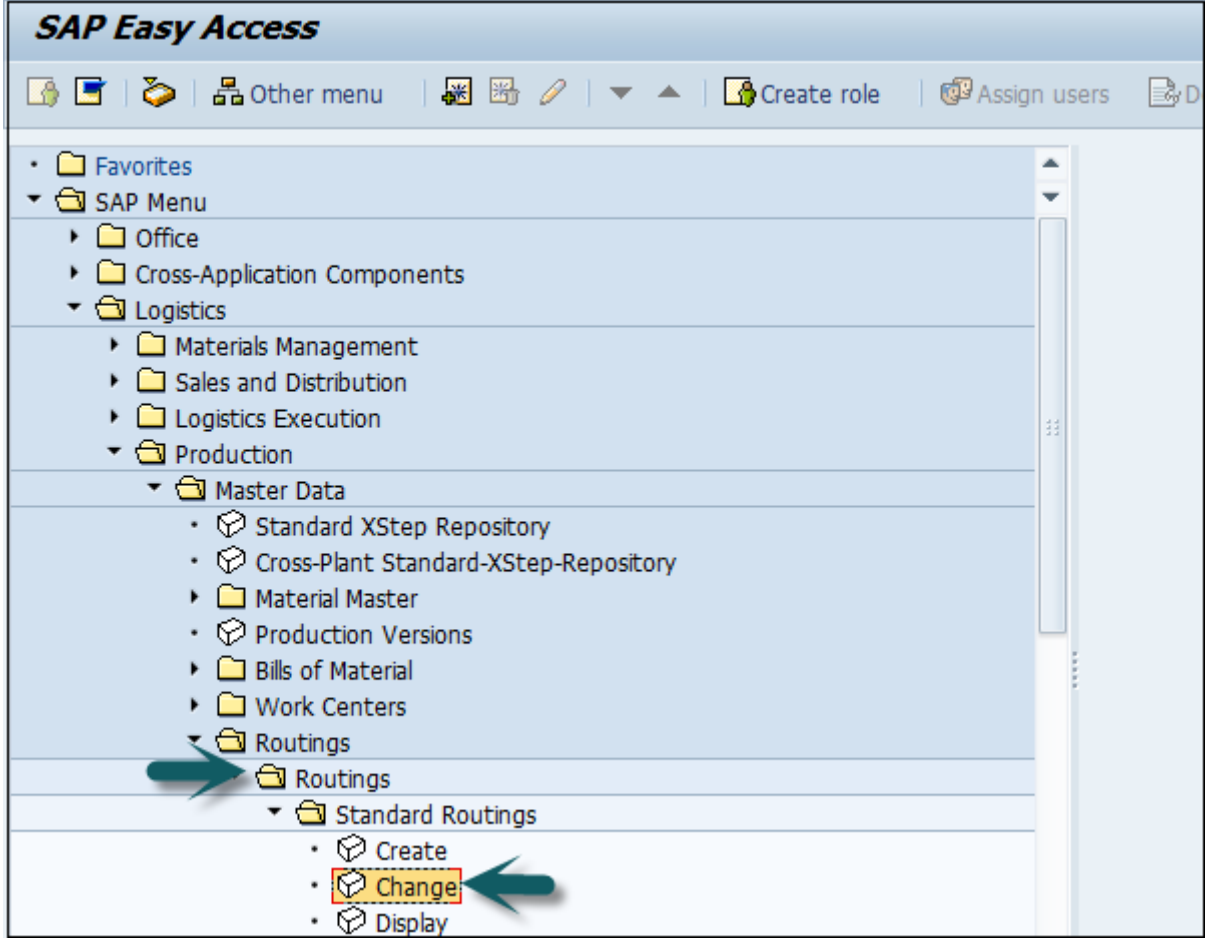 SAP Easy Access
Other menu Create role Assign users D
Favorites
SAP Menu
Office
Cross-Application Components
Logistics
Materials Management
Sales and Distribution
Logistics Execution
Production
Master Data
Standard XStep Repository
Cross-Plant Standard-XStep-Repository
Material Master
Production Versions
Bills of Material
Work Centers
Routings
Routings
Standard Routings
Create
Change
Display